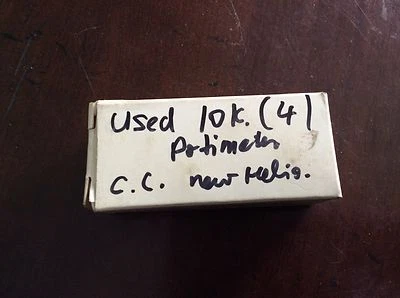 Used 10k. (4)
Potimeter
C.C. new Helio.